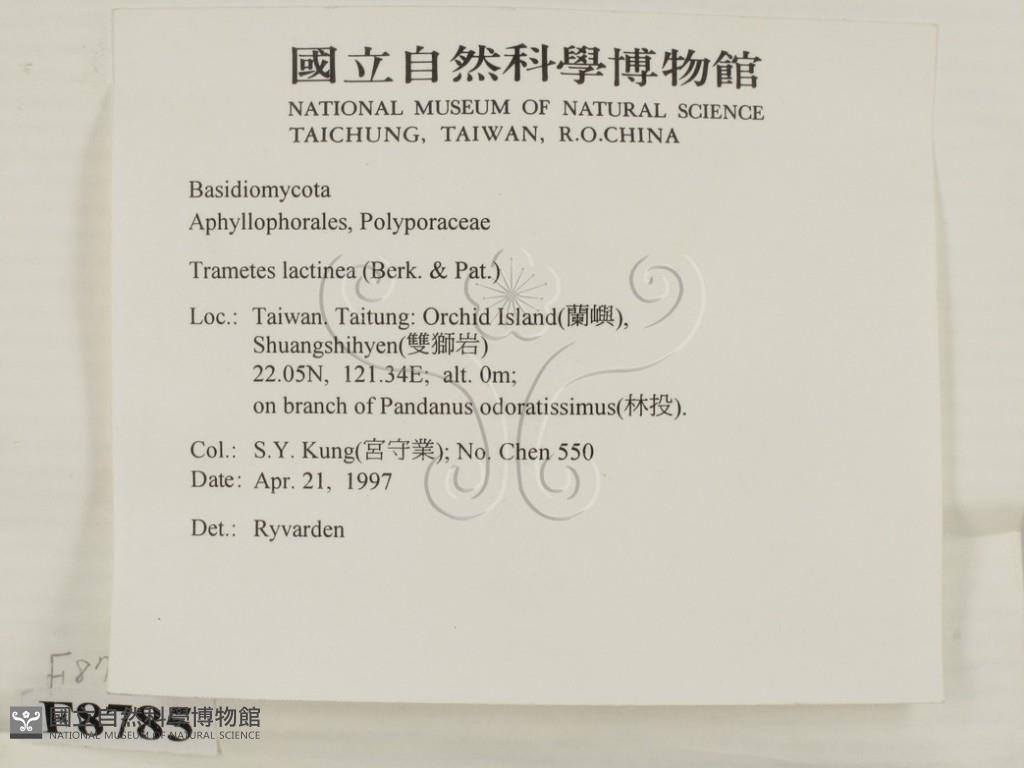 國立自然科學博物館
NATIONAL MUSEUM OF NATURAL SCIENCE
TAICHUNG, TAIWAN, R.O.CHINA
Basidiomycota
Aphyllophorales, Polyporaceae
Trametes lactinea (Berk. & Pat.)
Loc.: Taiwan. Taitung: Orchid Island(蘭嶼),
Shuangshihyen(雙獅岩)
22.05N, 121.34E; alt. 0m;
on branch of Pandanus odoratissimus(林投).
Col.: S.Y. Kung(宮守業); No. Chen 550
Date: Apr. 21, 1997
Det.: Ryvarden
F87
F8785
國立自然科學博物館
NATIONAL MUSEUM OF NATURAL SCIENCE